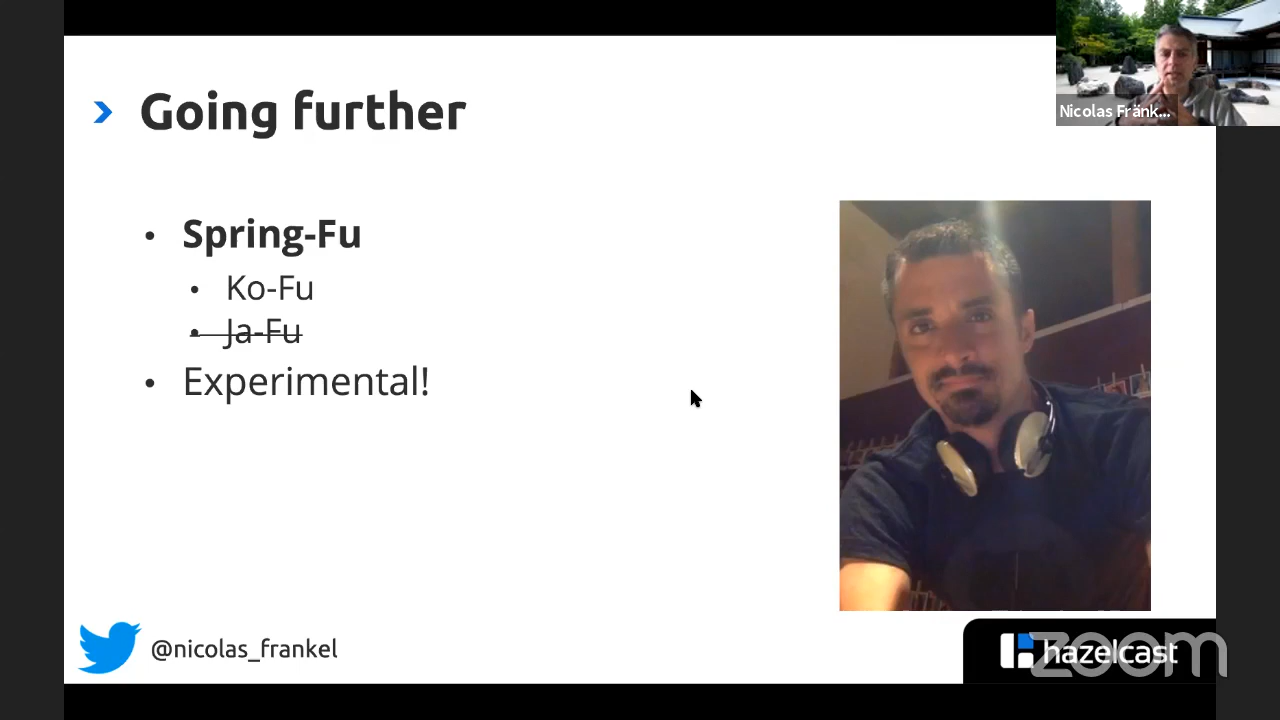 Going further
Nicolas Fränk...
• Spring-Fu
• Ko-Fu
• Ja-Fu
• Experimental!
@nicolas_frankel
hazelcast
zoom